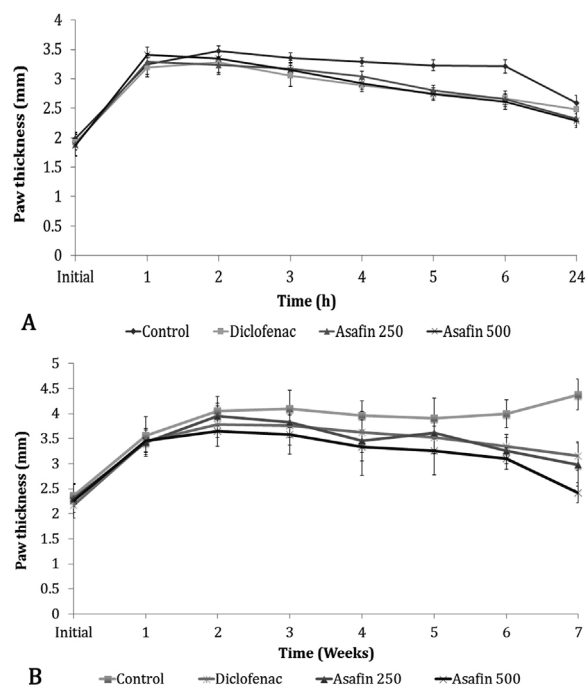 4
3.5
3
2.5
2
1.5
1
0.5
0
Paw thickness (mm)
Initial 1 2 3 4 5 6 24
Time (h)
A
Control Diclofenac Asafin 250 Asafin 500
5
4.5
4
3.5
3
2.5
2
1.5
1
0.5
0
Paw thickness (mm)
Initial 1 2 3 4 5 6 7
Time (Weeks)
B
Control Diclofenac Asafin 250 Asafin 500